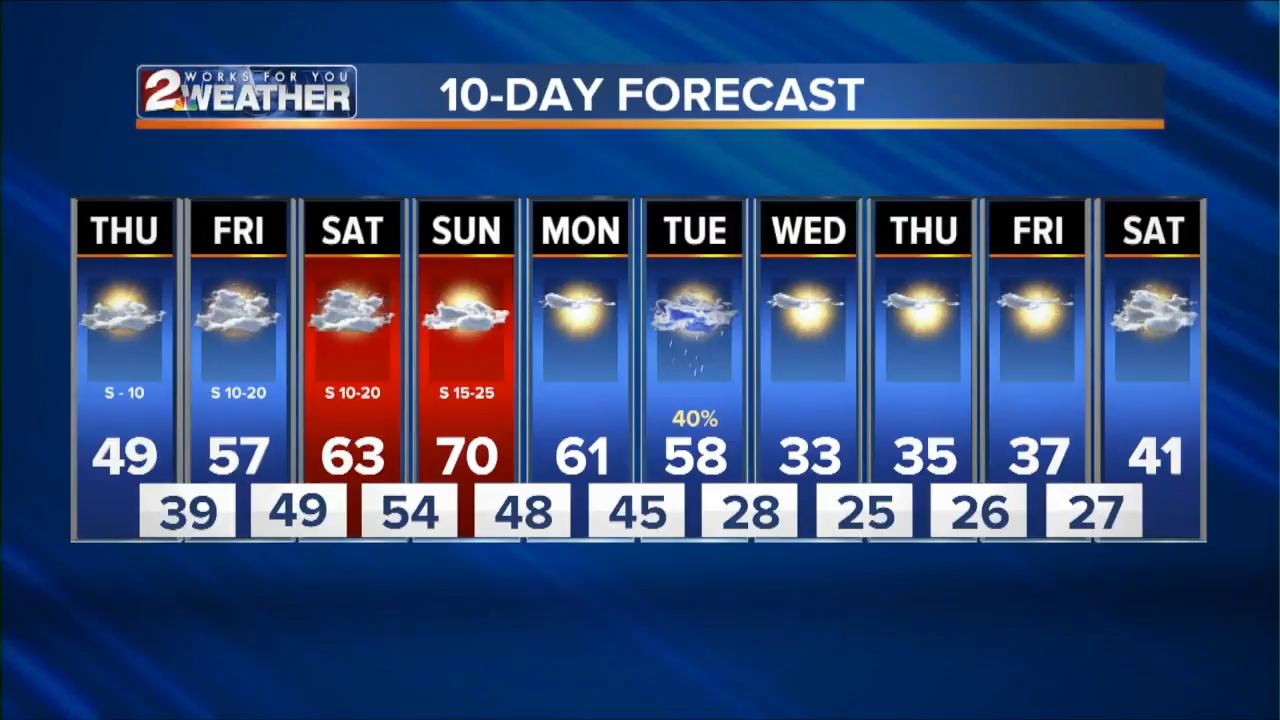 2 WORKS FOR YOU
WEATHER
10-DAY FORECAST
THU FRI SAT SUN MON TUE WED THU FRI SAT
S - 10 S 10-20 S 10-20 S 15-25
40%
49 57 63 70 61 58 33 35 37 41
39 49 54 48 45 28 25 26 27